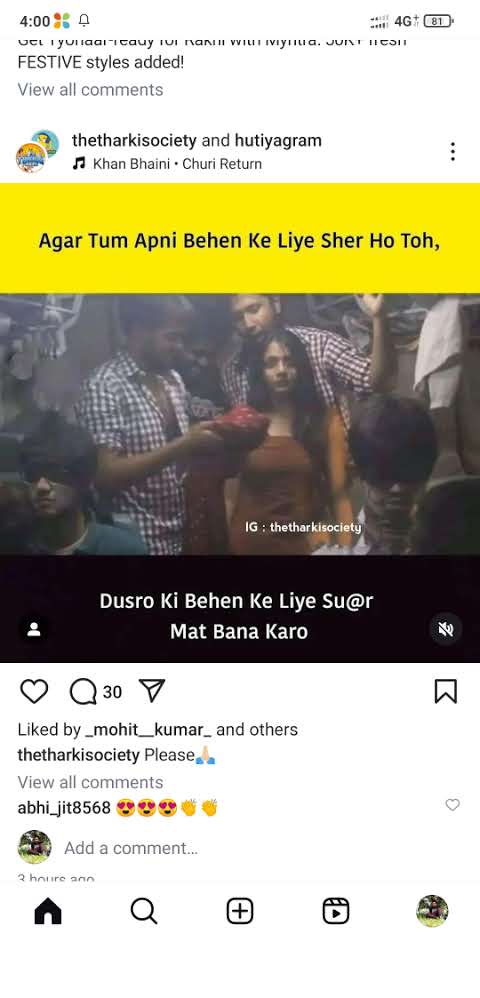 4:00 4G+ 81
FESTIVE styles added!
View all comments
thetharkisociety and hutiyagram
Khan Bhaini • Churi Return
Agar Tum Apni Behen Ke Liye Sher Ho Toh,
IG : thetharkisociety
Dusro Ki Behen Ke Liye Su@r
Mat Bana Karo
30
Liked by _mohit__kumar_ and others
thetharkisociety Please🙏🏻
View all comments
abhi_jit8568 😍😍😍👏👏
Add a comment...
3 hours ago